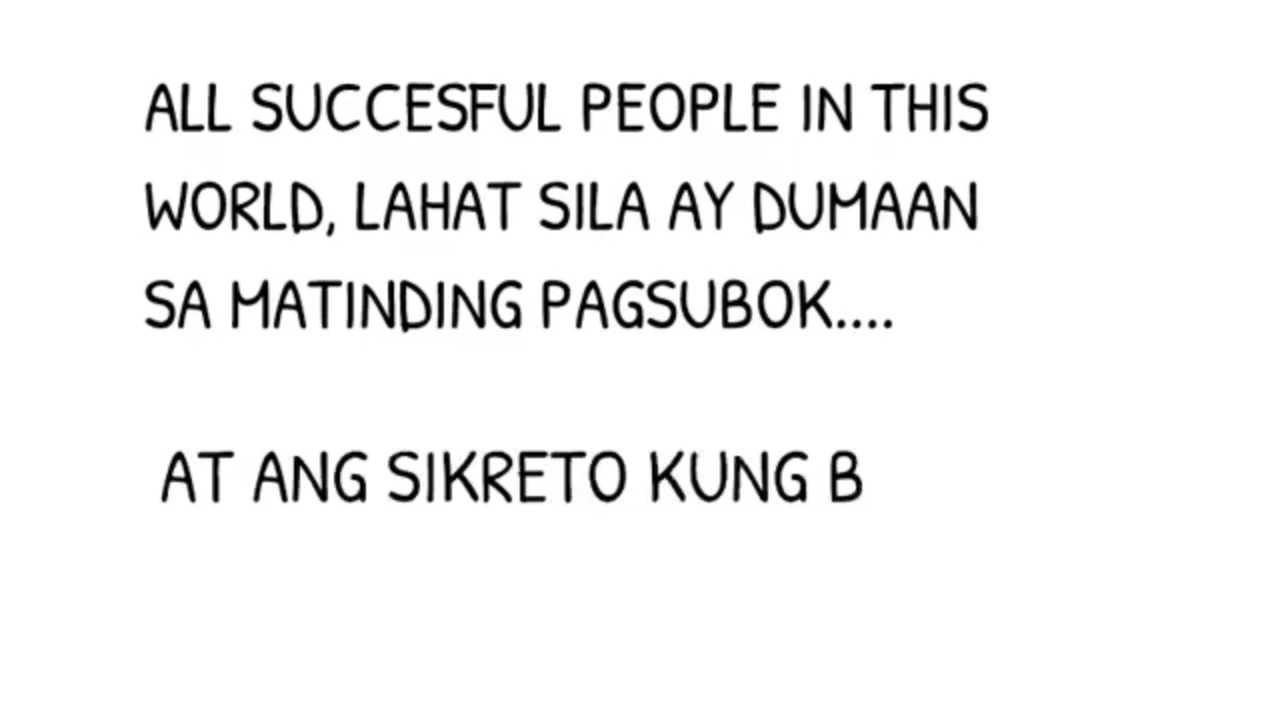 ALL SUCCESFUL PEOPLE IN THIS
WORLD, LAHAT SILA AY DUMAAN
SA MATINDING PAGSUBOK....
AT ANG SIKRETO KUNG B